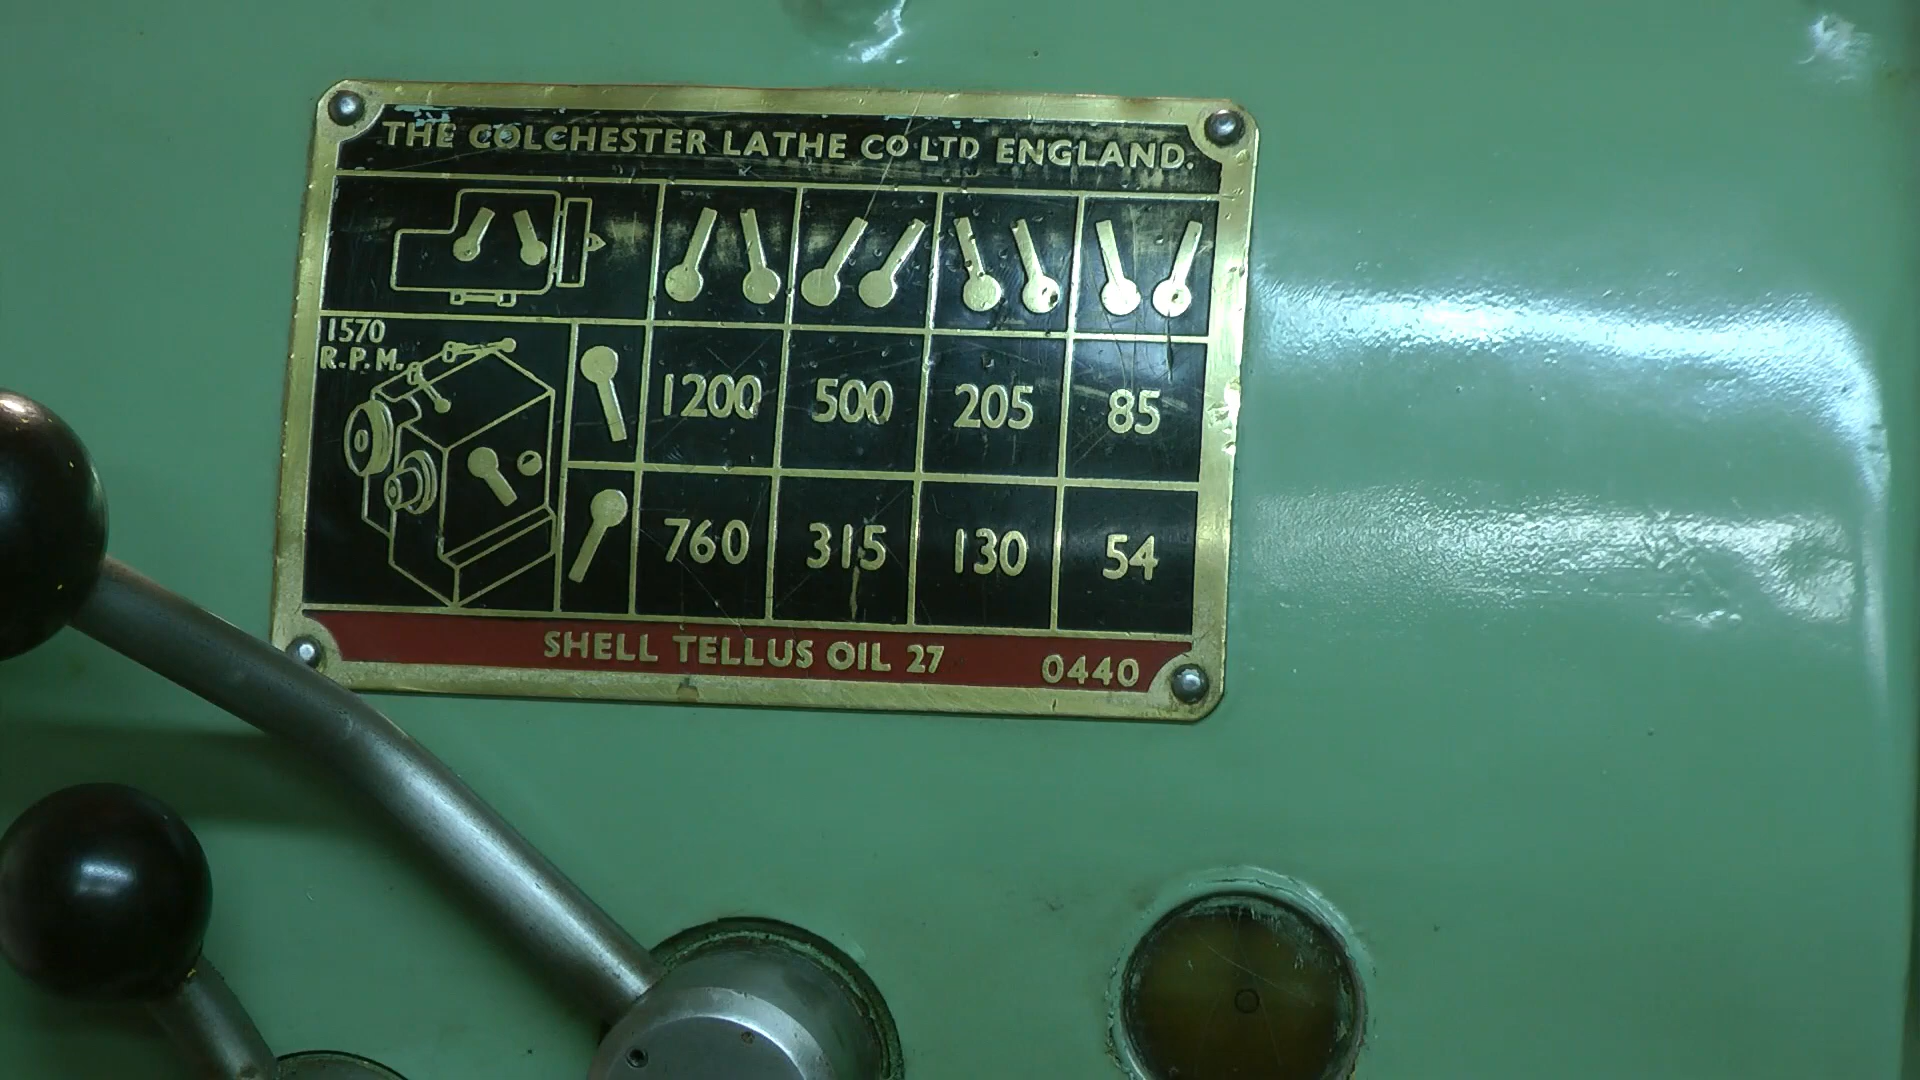 THE COLCHESTER LATHE CO LTD ENGLAND.
1570
R.P.M.
1200 500 205 85
760 315 130 54
SHELL TELLUS OIL 27 0440